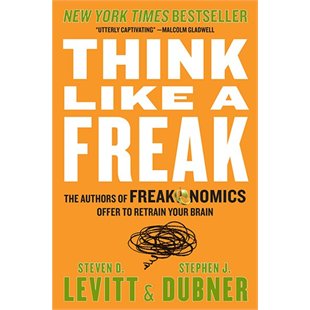 NEW YORK TIMES BESTSELLER
"UTTERLY CAPTIVATING" —MALCOLM GLADWELL
THINK
LIKE A
FREAK
THE AUTHORS OF FREAKONOMICS
OFFER TO RETRAIN YOUR BRAIN
STEVEN D. STEPHEN J.
LEVITT & DUBNER